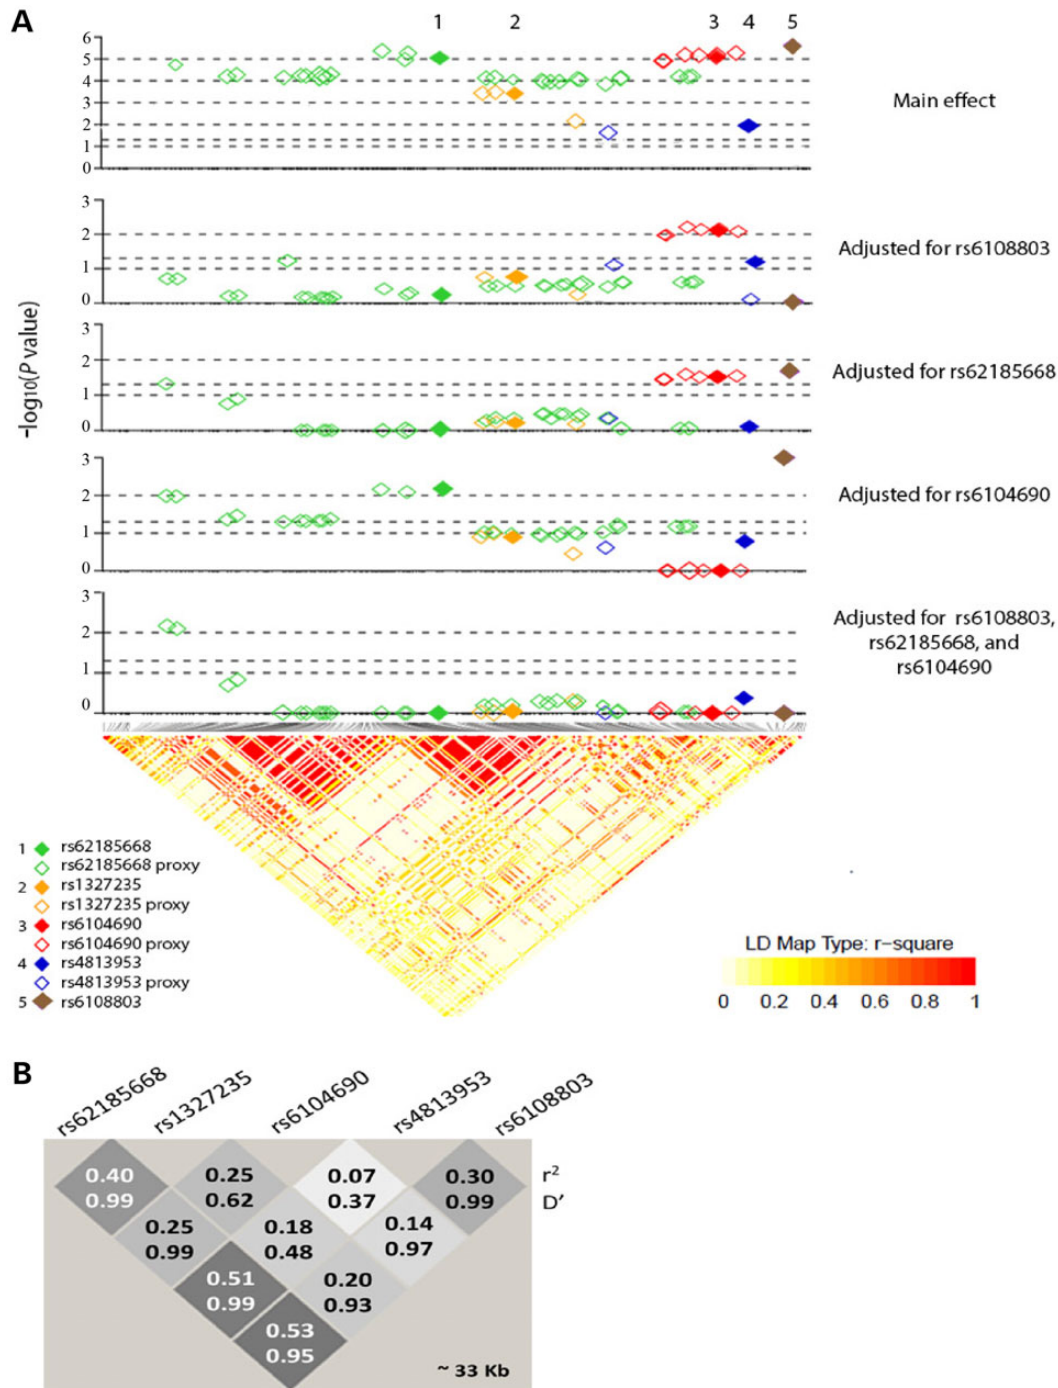 A
1 2 3 4 5
6
5
4
3
2
1
0
Main effect
3
2
1
0
Adjusted for rs6108803
3
2
1
0
Adjusted for rs62185668
3
2
1
0
Adjusted for rs6104690
3
2
1
0
Adjusted for rs6108803,
rs62185668, and
rs6104690
-log10(P value)
1 rs62185668
rs62185668 proxy
2 rs1327235
rs1327235 proxy
3 rs6104690
rs6104690 proxy
4 rs4813953
rs4813953 proxy
5 rs6108803
LD Map Type: r-square
0 0.2 0.4 0.6 0.8 1
B
rs62185668 rs1327235 rs6104690 rs4813953 rs6108803
0.40 0.25 0.07 0.30 r²
0.99 0.62 0.37 0.99 D′
0.25 0.18 0.14
0.99 0.48 0.97
0.51 0.20
0.99 0.93
0.53
0.95
~ 33 Kb